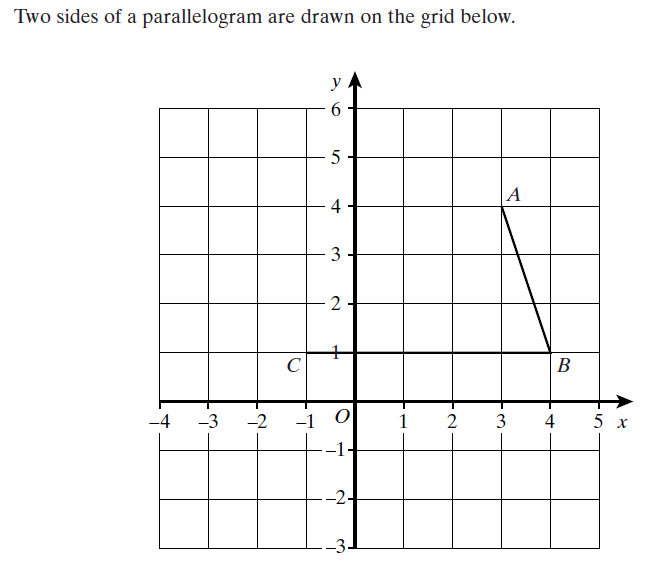 Two sides of a parallelogram are drawn on the grid below.
y
6
5
A
4
3
2
1
C B
–4 –3 –2 –1 O 1 2 3 4 5 x
–1
–2
–3